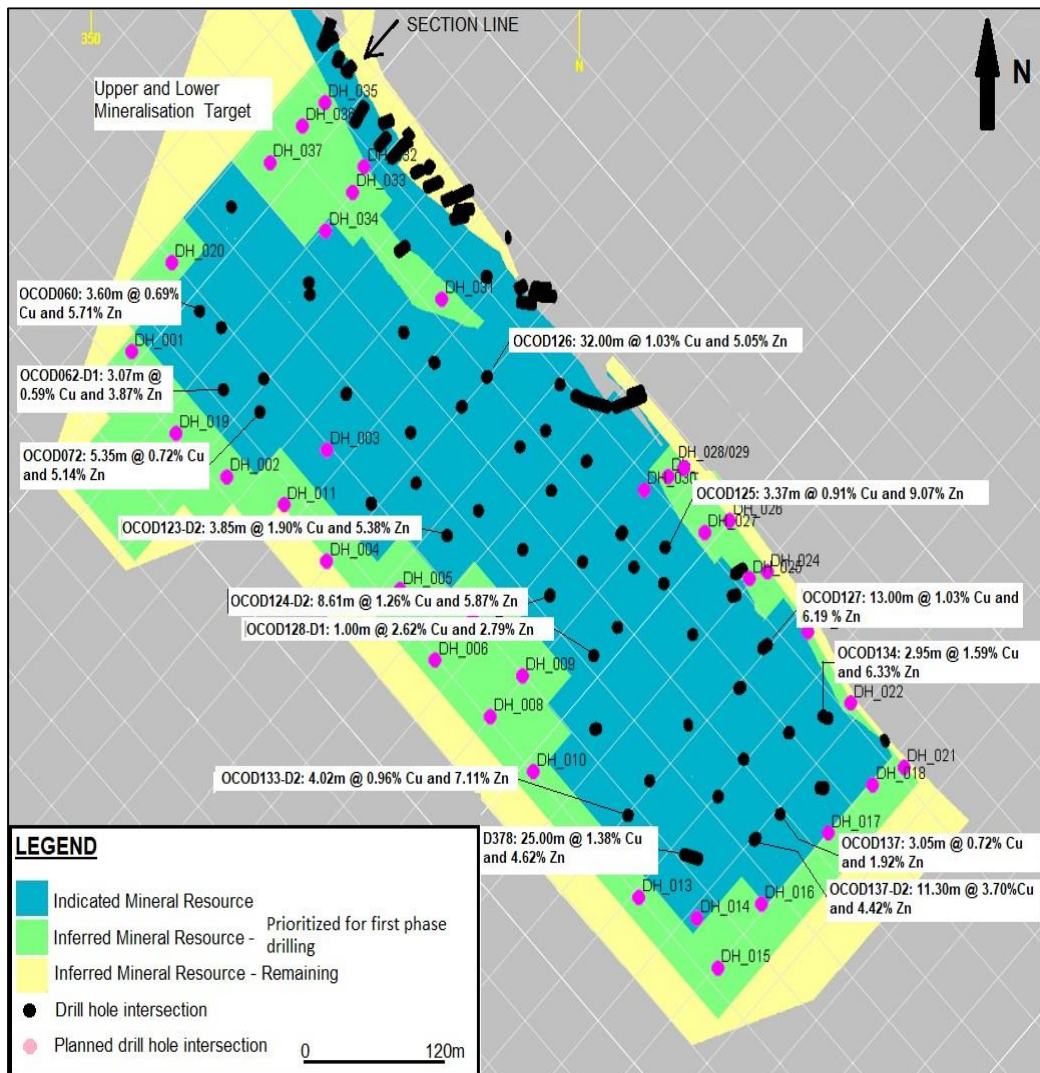 SECTION LINE
350
N
N
Upper and Lower
Mineralisation Target
DH_035
DH_036
DH_037
DH_032
DH_033
DH_034
DH_020
DH_031
OCOD060: 3.60m @ 0.69%
Cu and 5.71% Zn
DH_001
OCOD126: 32.00m @ 1.03% Cu and 5.05% Zn
OCOD062-D1: 3.07m @
0.59% Cu and 3.87% Zn
DH_019
OCOD072: 5.35m @ 0.72% Cu
and 5.14% Zn
DH_003
DH_002
DH_028/029
DH_030
DH_011
OCOD125: 3.37m @ 0.91% Cu and 9.07% Zn
DH_026
DH_027
OCOD123-D2: 3.85m @ 1.90% Cu and 5.38% Zn
DH_004
DH_024
DH_025
DH_005
OCOD124-D2: 8.61m @ 1.26% Cu and 5.87% Zn
OCOD127: 13.00m @ 1.03% Cu and
6.19 % Zn
OCOD128-D1: 1.00m @ 2.62% Cu and 2.79% Zn
DH_006
DH_009
OCOD134: 2.95m @ 1.59% Cu
and 6.33% Zn
DH_022
DH_008
DH_010
DH_021
DH_018
OCOD133-D2: 4.02m @ 0.96% Cu and 7.11% Zn
DH_017
D378: 25.00m @ 1.38% Cu
and 4.62% Zn
OCOD137: 3.05m @ 0.72% Cu
and 1.92% Zn
OCOD137-D2: 11.30m @ 3.70%Cu
and 4.42% Zn
DH_013
DH_014
DH_016
DH_015
LEGEND
Indicated Mineral Resource
Inferred Mineral Resource - Prioritized for first phase
drilling
Inferred Mineral Resource - Remaining
Drill hole intersection
Planned drill hole intersection
0 120m